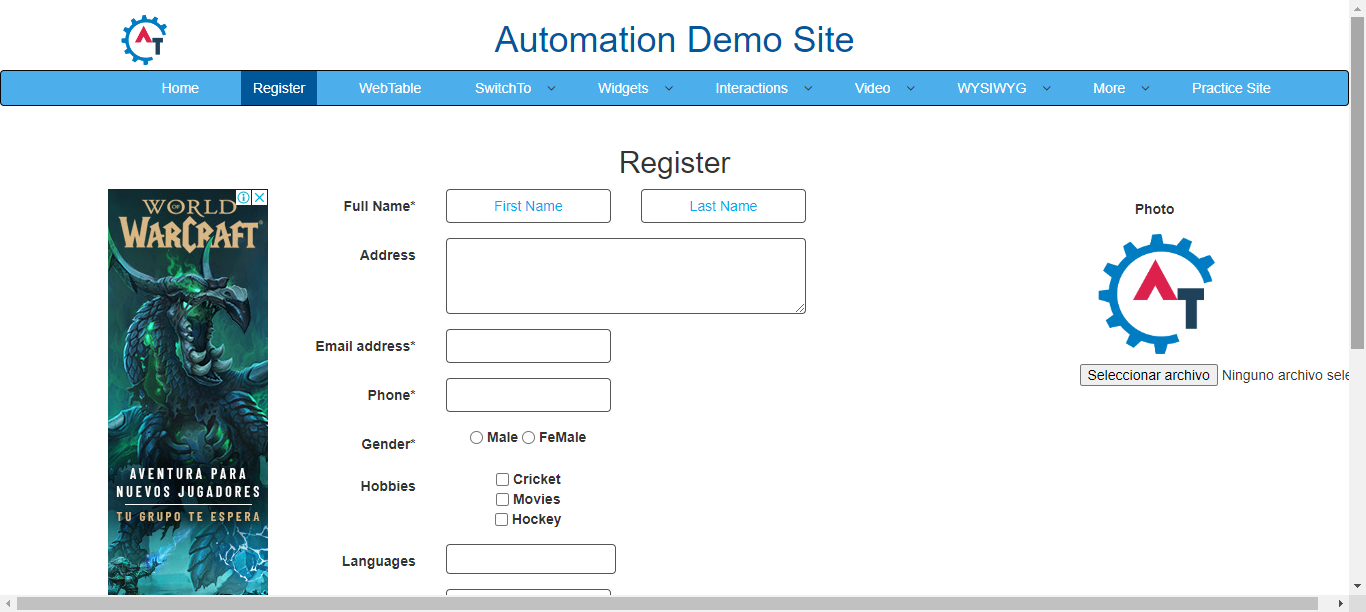 AT
Automation Demo Site
Home Register WebTable SwitchTo Widgets Interactions Video WYSIWYG More Practice Site
Register
WORLD
OF
WARCRAFT
AVENTURA PARA
NUEVOS JUGADORES
TU GRUPO TE ESPERA
Full Name* First Name Last Name
Address
Email address*
Phone*
Gender* Male FeMale
Hobbies
Cricket
Movies
Hockey
Languages
Photo
AT
Seleccionar archivo Ninguno archivo sele